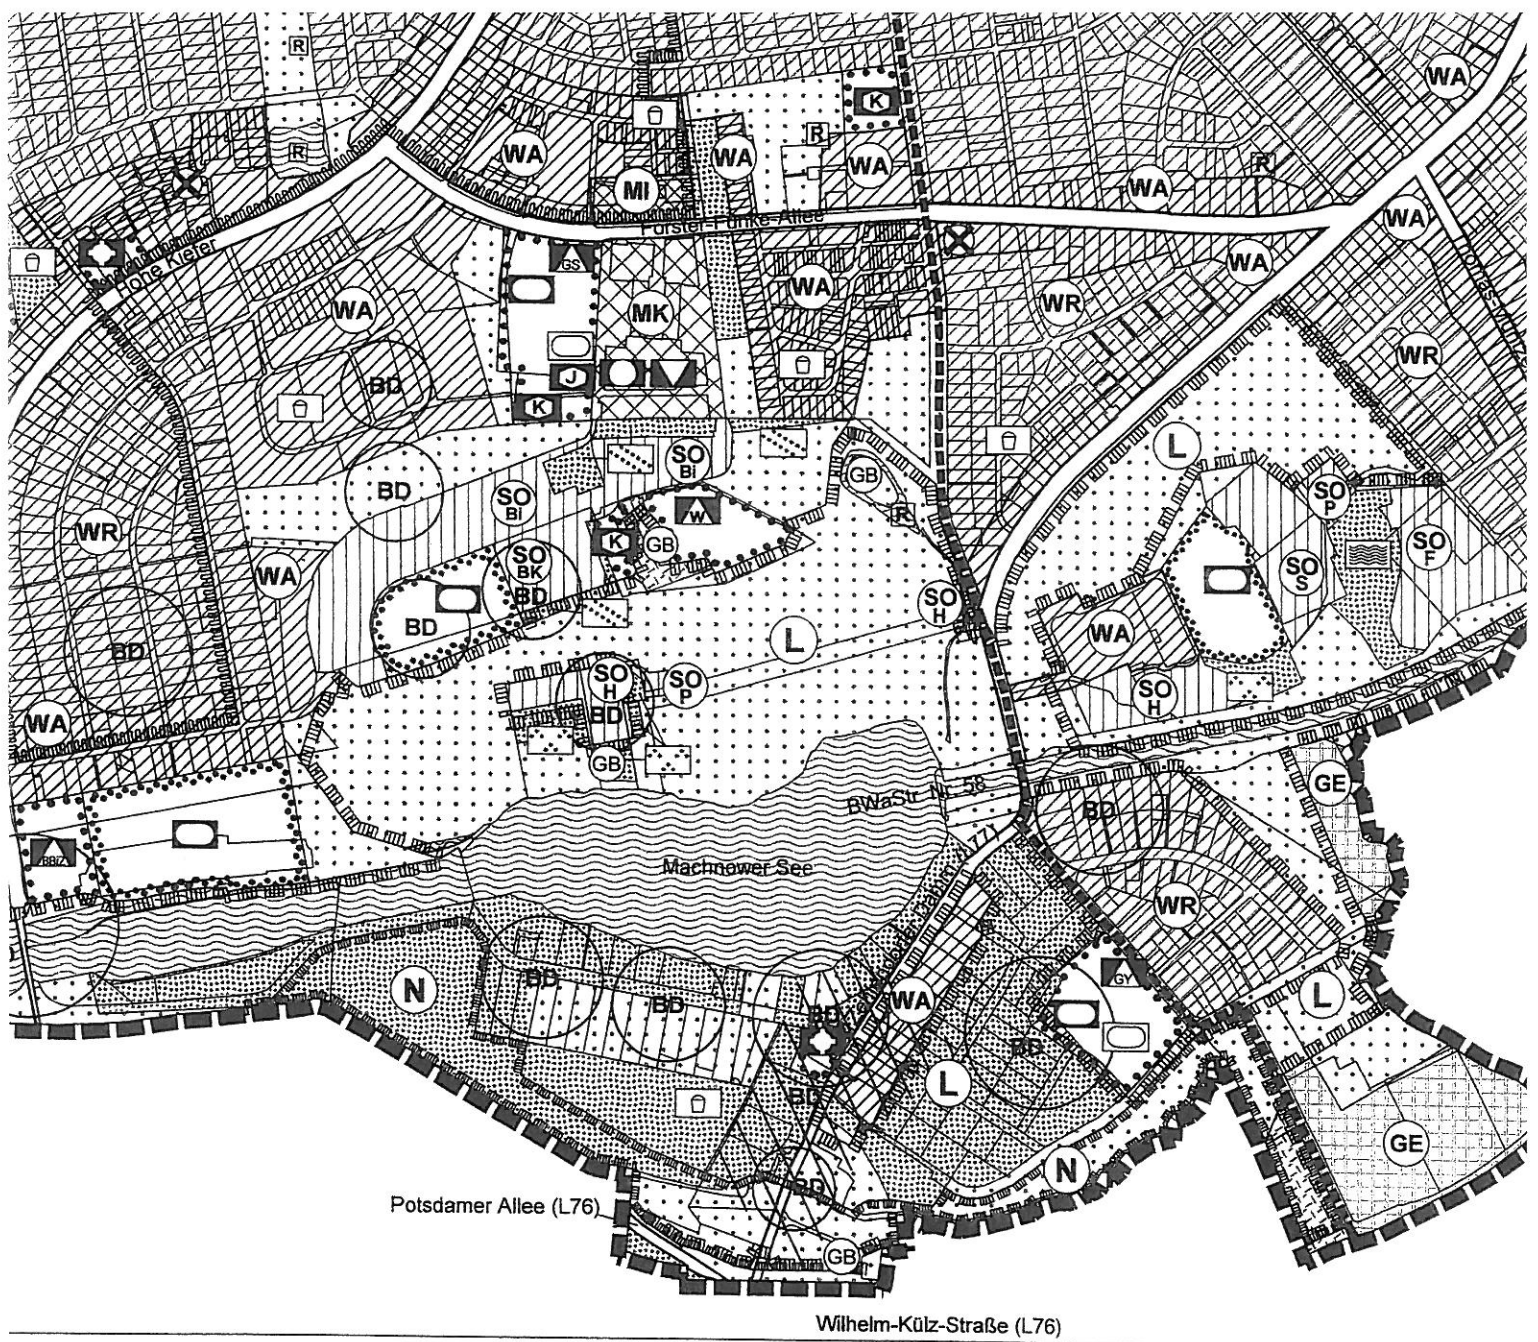 R
WA
K
R
WA
R
WA
WA
WA
MI
R
WA
WA
Förster-Funke-Allee
Hohe Kiefer
GS
WA
WA
WA
MK
WR
WR
BD
J
K
L
SO
Bi
BD
SO
Bi
GB
SO
P
W
R
WR
K
GB
SO
F
SO
BK
BD
WA
SO
S
SO
H
BD
L
WA
BD
SO
H
BD
SO
P
SO
H
WA
GB
GE
BWaStr. Nr. 58
BD
BBIZ
Machnower See
WR
GY
N
BD
BD
WA
L
BD
BD
L
BD
GE
N
BD
Potsdamer Allee (L76)
GB
Wilhelm-Külz-Straße (L76)